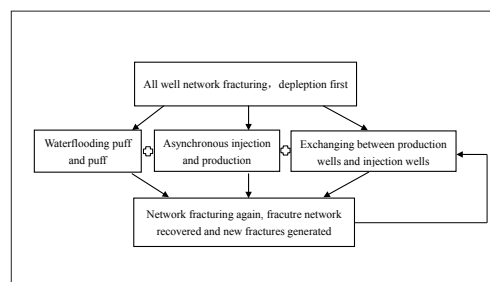 All well network fracturing, depleption first
Waterflooding puff
and puff
Asynchronous injection
and production
Exchanging between production
wells and injection wells
Network fracturing again, fracutre network
recovered and new fractures generated